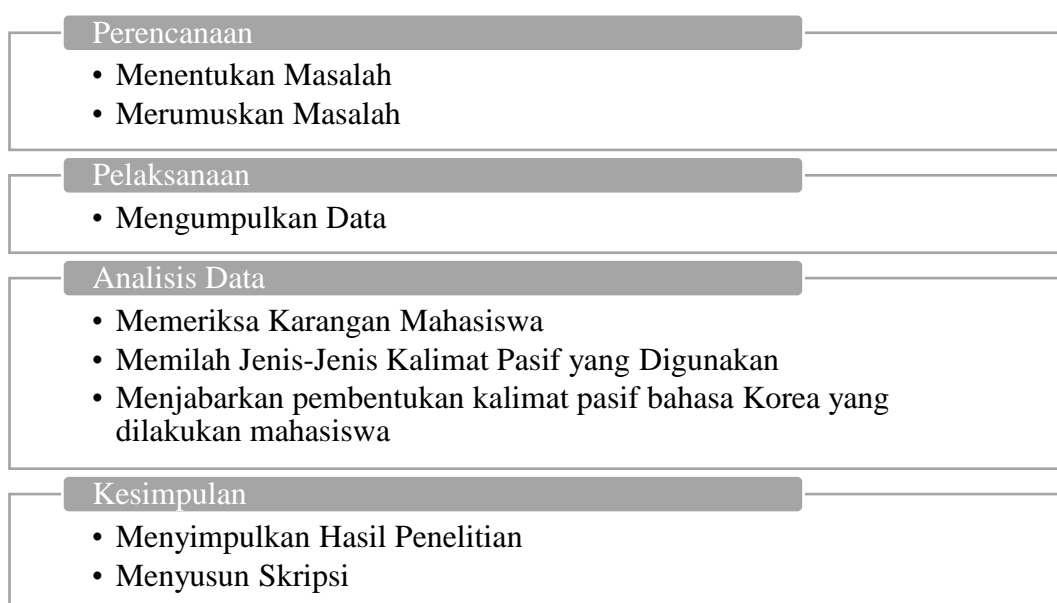 Perencanaan
• Menentukan Masalah
• Merumuskan Masalah
Pelaksanaan
• Mengumpulkan Data
Analisis Data
• Memeriksa Karangan Mahasiswa
• Memilah Jenis-Jenis Kalimat Pasif yang Digunakan
• Menjabarkan pembentukan kalimat pasif bahasa Korea yang
dilakukan mahasiswa
Kesimpulan
• Menyimpulkan Hasil Penelitian
• Menyusun Skripsi